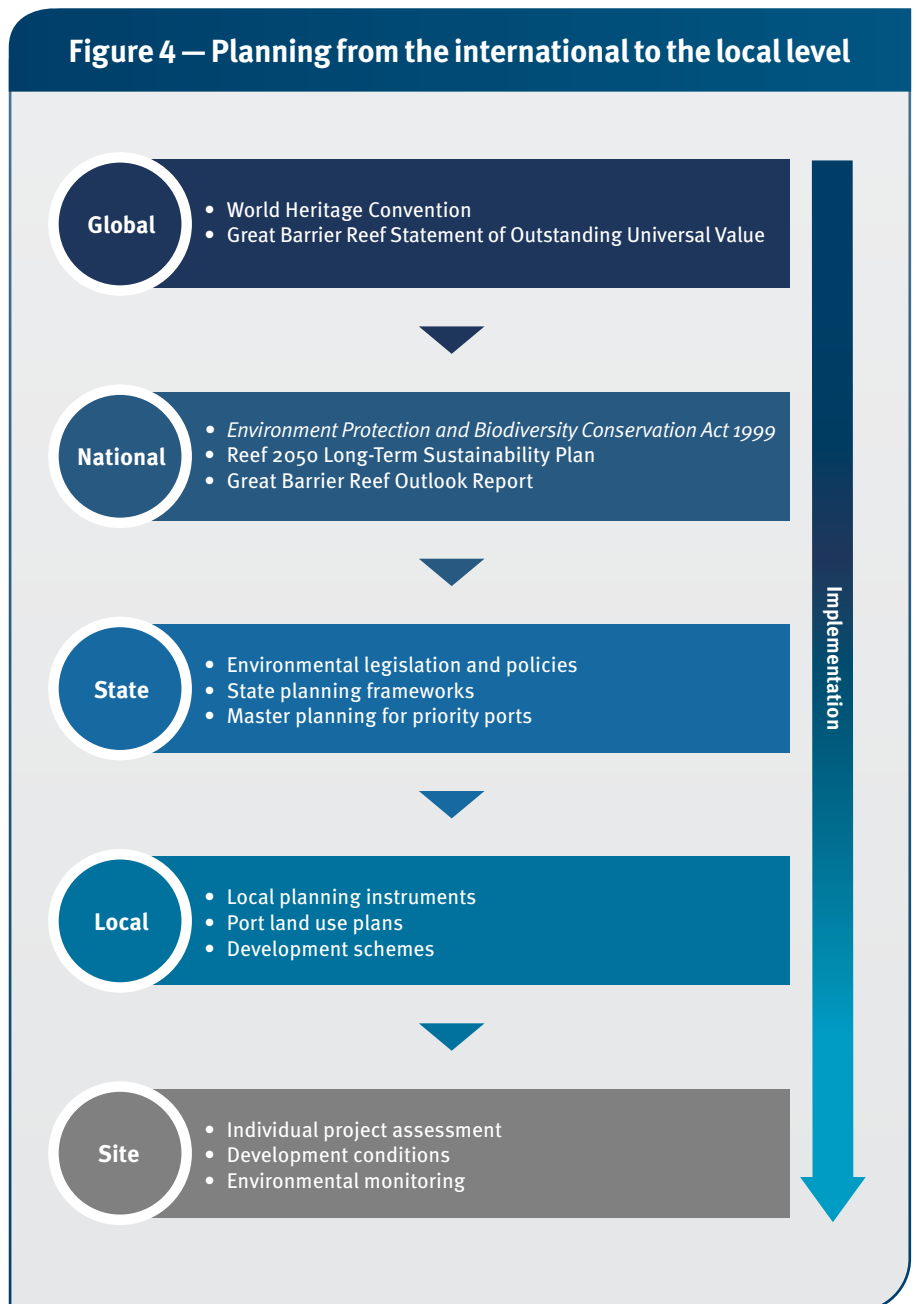 Figure 4 — Planning from the international to the local level
Global
• World Heritage Convention
• Great Barrier Reef Statement of Outstanding Universal Value
National
• Environment Protection and Biodiversity Conservation Act 1999
• Reef 2050 Long-Term Sustainability Plan
• Great Barrier Reef Outlook Report
State
• Environmental legislation and policies
• State planning frameworks
• Master planning for priority ports
Local
• Local planning instruments
• Port land use plans
• Development schemes
Site
• Individual project assessment
• Development conditions
• Environmental monitoring
Implementation